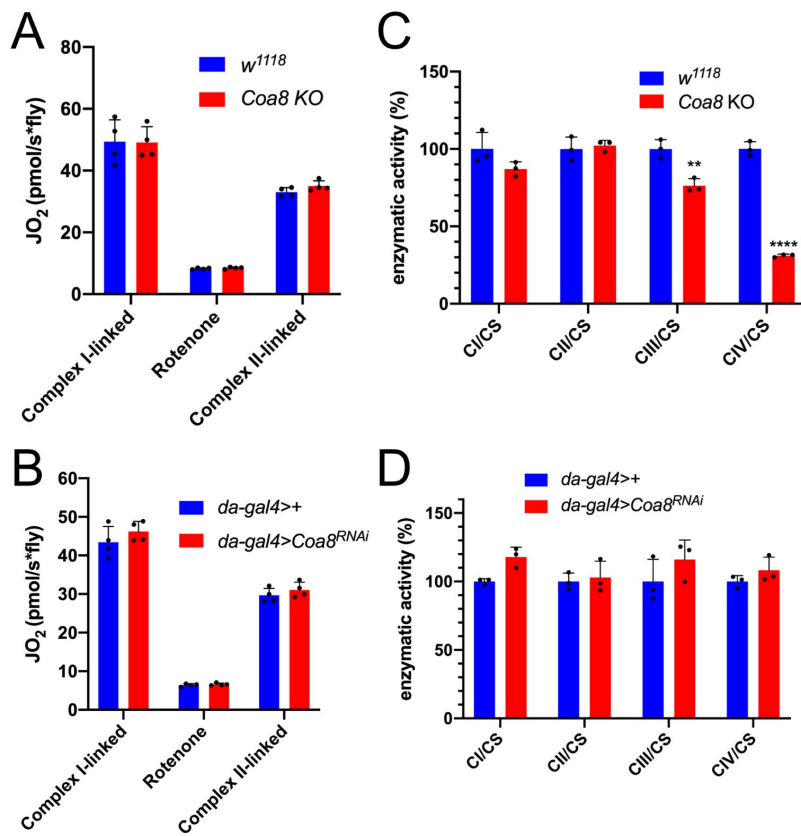 A
JO₂ (pmol/s*fly)
80
60
40
20
0
w¹¹¹⁸
Coa8 KO
Complex I-linked
Rotenone
Complex II-linked
C
enzymatic activity (%)
150
100
50
0
w¹¹¹⁸
Coa8 KO
**
****
CI/CS
CII/CS
CIII/CS
CIV/CS
B
JO₂ (pmol/s*fly)
60
50
40
30
20
10
0
da-gal4>+
da-gal4>Coa8ᴿᴺᴬⁱ
Complex I-linked
Rotenone
Complex II-linked
D
enzymatic activity (%)
150
100
50
0
da-gal4>+
da-gal4>Coa8ᴿᴺᴬⁱ
CI/CS
CII/CS
CIII/CS
CIV/CS